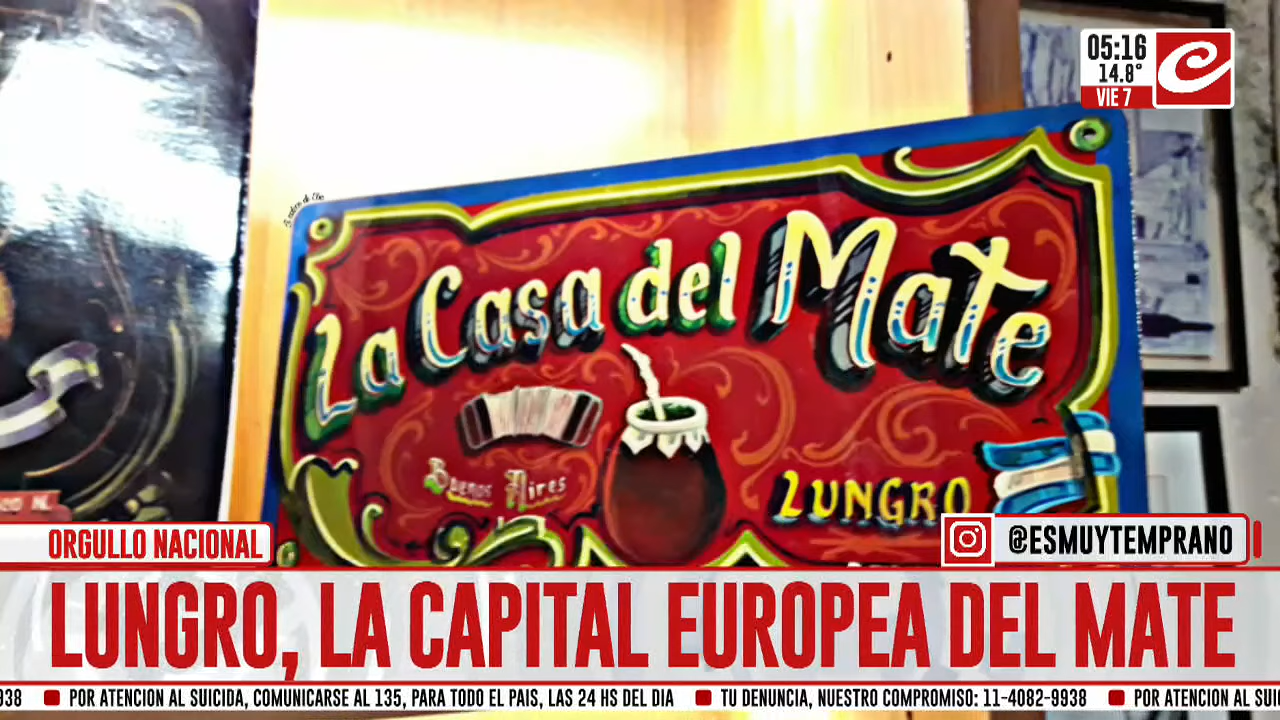 05:16
14.8°
VIE 7
La Casa del Mate
Buenos Aires
LUNGRO
ORGULLO NACIONAL
@ESMUYTEMPRANO
LUNGRO, LA CAPITAL EUROPEA DEL MATE
938 POR ATENCION AL SUICIDA, COMUNICARSE AL 135, PARA TODO EL PAIS, LAS 24 HS DEL DIA TU DENUNCIA, NUESTRO COMPROMISO: 11-4082-9938 POR ATENCION AL SUI